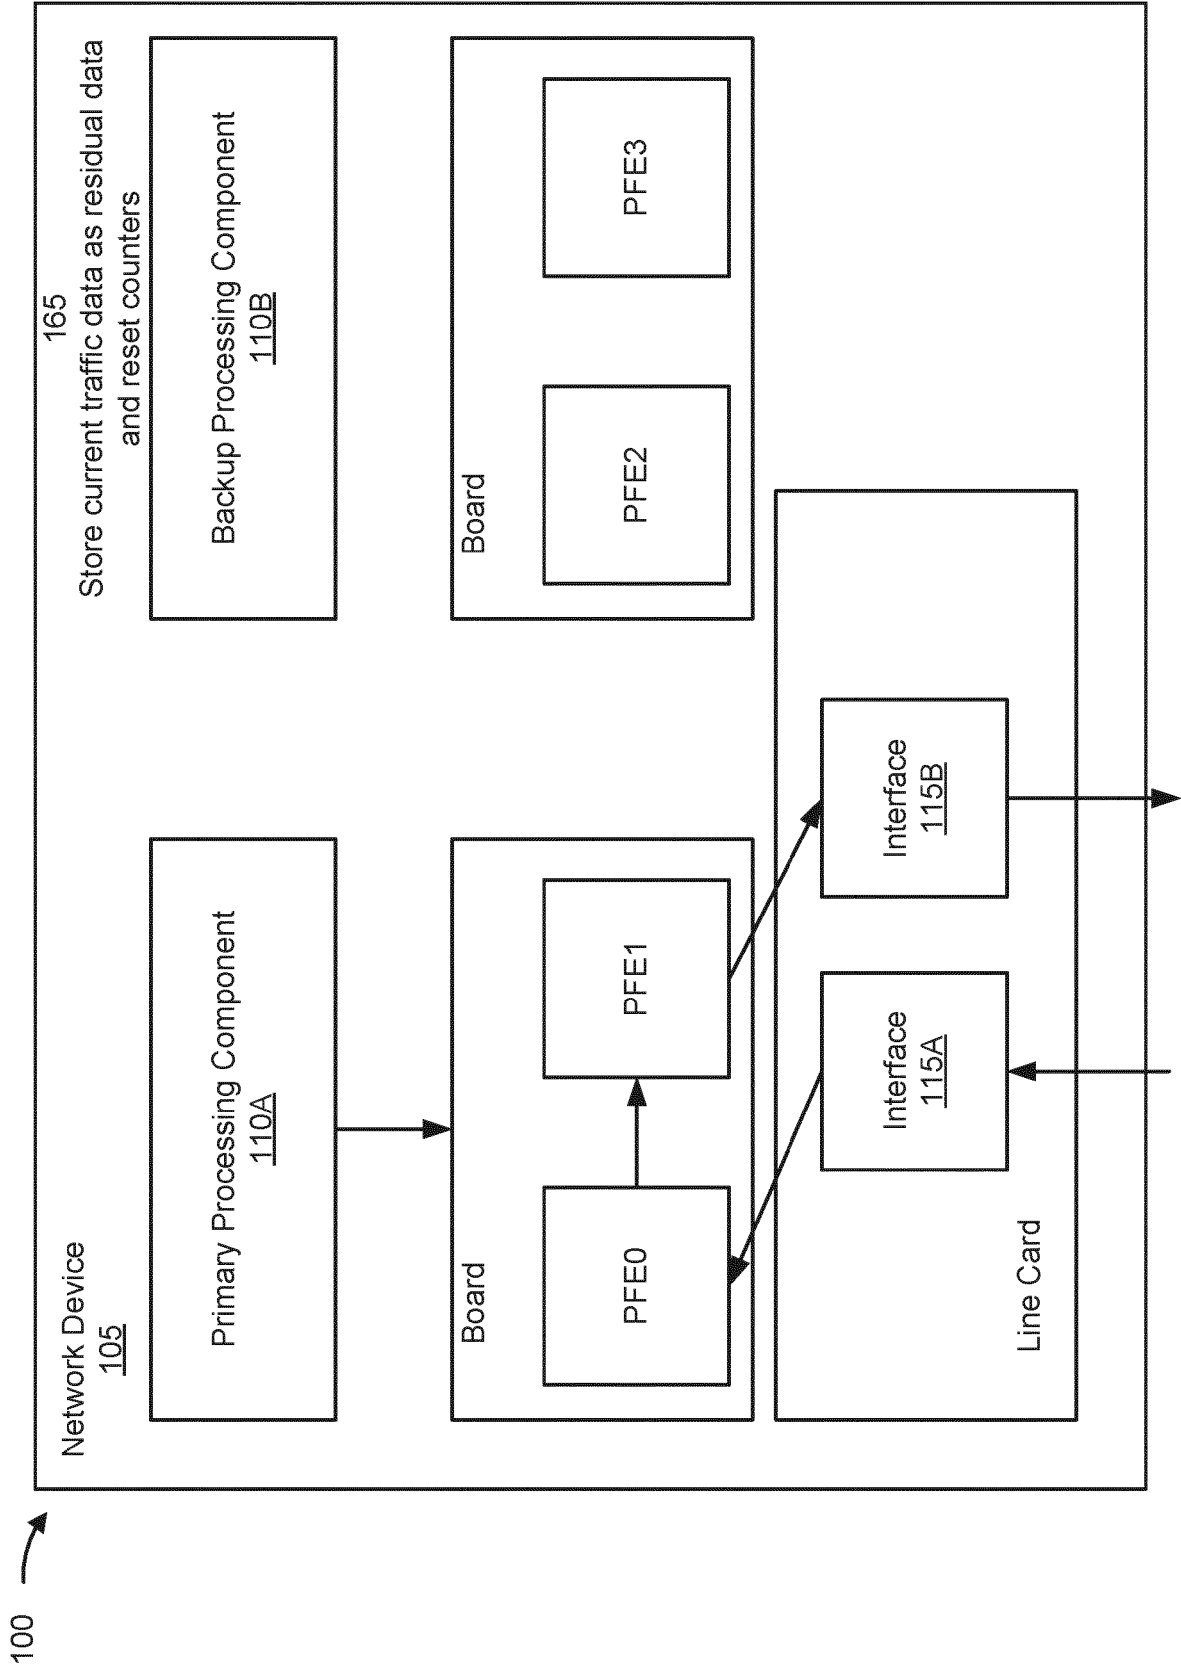 100
Network Device
105
165
Store current traffic data as residual data
and reset counters
Primary Processing Component
110A
Backup Processing Component
110B
Board
PFE0
PFE1
Board
PFE2
PFE3
Interface
115A
Interface
115B
Line Card